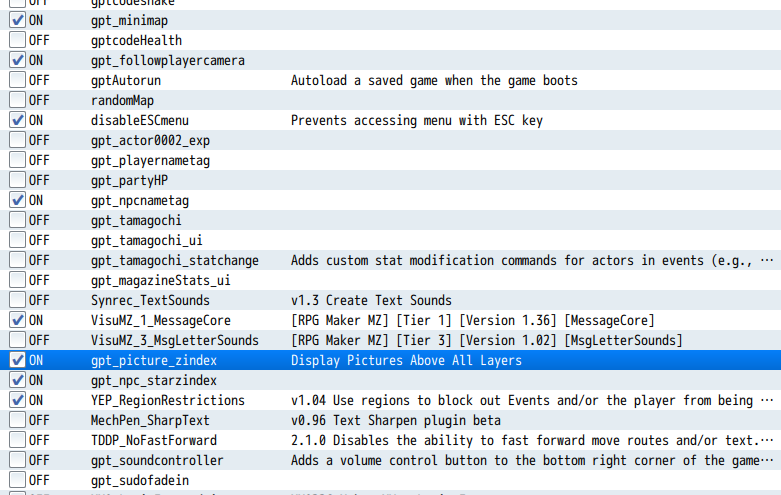 OFF gptcodesnake
ON gpt_minimap
OFF gptcodeHealth
ON gpt_followplayercamera
OFF gptAutorun Autoload a saved game when the game boots
OFF randomMap
ON disableESCmenu Prevents accessing menu with ESC key
OFF gpt_actor0002_exp
OFF gpt_playernametag
OFF gpt_partyHP
ON gpt_npcnametag
OFF gpt_tamagochi
OFF gpt_tamagochi_ui
OFF gpt_tamagochi_statchange Adds custom stat modification commands for actors in events (e.g., ⋯
OFF gpt_magazineStats_ui
OFF Synrec_TextSounds v1.3 Create Text Sounds
ON VisuMZ_1_MessageCore [RPG Maker MZ] [Tier 1] [Version 1.36] [MessageCore]
OFF VisuMZ_3_MsgLetterSounds [RPG Maker MZ] [Tier 3] [Version 1.02] [MsgLetterSounds]
ON gpt_picture_zindex Display Pictures Above All Layers
ON gpt_npc_starzindex
ON YEP_RegionRestrictions v1.04 Use regions to block out Events and/or the player from being ⋯
OFF MechPen_SharpText v0.96 Text Sharpen plugin beta
OFF TDDP_NoFastForward 2.1.0 Disables the ability to fast forward move routes and/or text.⋯
OFF gpt_soundcontroller Adds a volume control button to the bottom right corner of the game⋯
OFF gpt_sudofadein